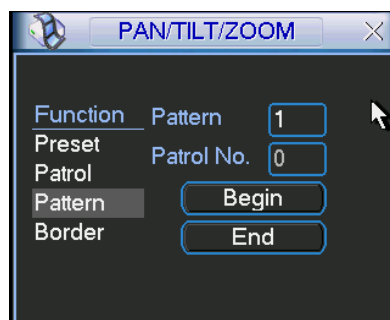 PAN/TILT/ZOOM
Function
Preset
Patrol
Pattern
Border
Pattern 1
Patrol No. 0
Begin
End